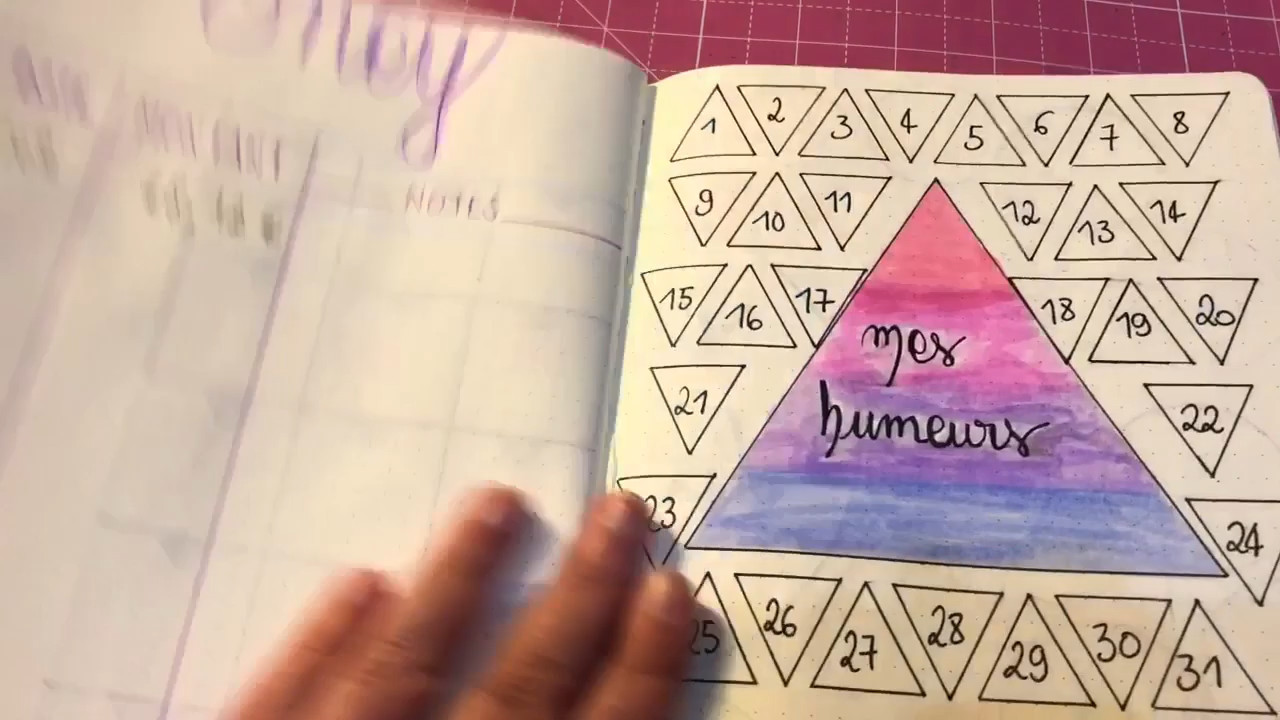 NOTES
1 2 3 4 5 6 7 8
9 10 11 12 13 14
15 16 17 18 19 20
mes
21 humeurs 22
23 24
25 26 27 28 29 30 31